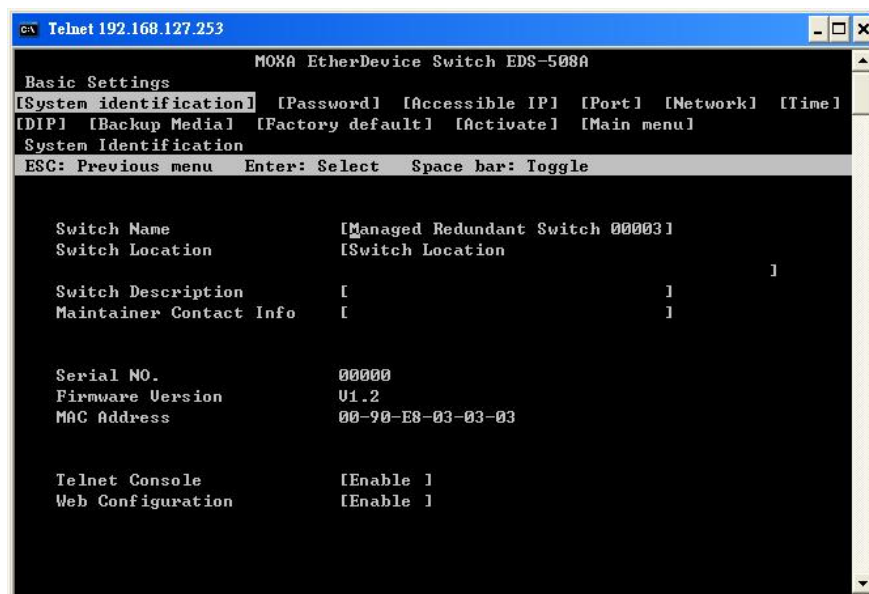 Telnet 192.168.127.253
MOXA EtherDevice Switch EDS-508A
Basic Settings
[System identification] [Password] [Accessible IP] [Port] [Network] [Time]
[DIP] [Backup Media] [Factory default] [Activate] [Main menu]
System Identification
ESC: Previous menu Enter: Select Space bar: Toggle
Switch Name [Managed Redundant Switch 00003]
Switch Location [Switch Location
]
Switch Description [ ]
Maintainer Contact Info [ ]
Serial NO. 00000
Firmware Version V1.2
MAC Address 00-90-E8-03-03-03
Telnet Console [Enable ]
Web Configuration [Enable ]